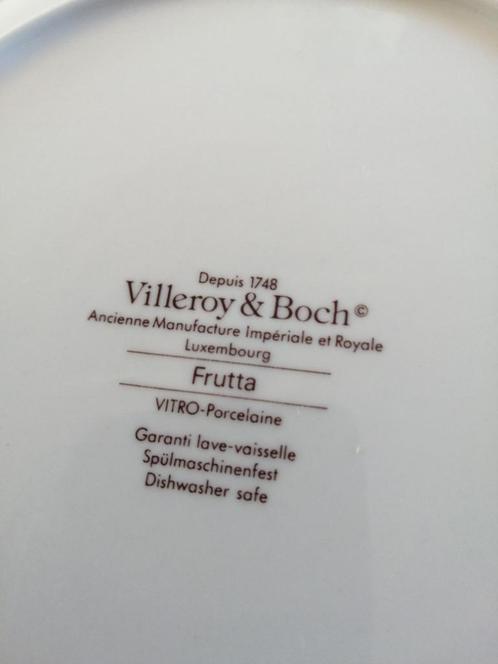 Depuis 1748
Villeroy & Boch©
Ancienne Manufacture Impériale et Royale
Luxembourg
Frutta
VITRO-Porcelaine
Garanti lave-vaisselle
Spülmaschinenfest
Dishwasher safe